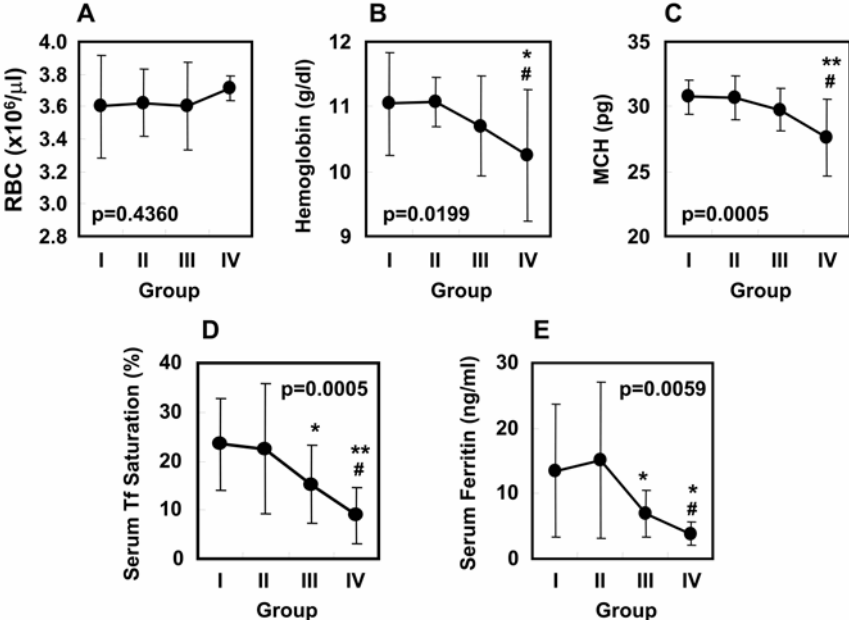 A
RBC (x10⁶/µl)
4.0
3.8
3.6
3.4
3.2
3.0
2.8
p=0.4360
I II III IV
Group
B
Hemoglobin (g/dl)
12
11
10
9
*
#
p=0.0199
I II III IV
Group
C
MCH (pg)
35
30
25
20
**
#
p=0.0005
I II III IV
Group
D
Serum Tf Saturation (%)
40
30
20
10
0
p=0.0005
*
**
#
I II III IV
Group
E
Serum Ferritin (ng/ml)
30
20
10
0
p=0.0059
*
*
#
I II III IV
Group